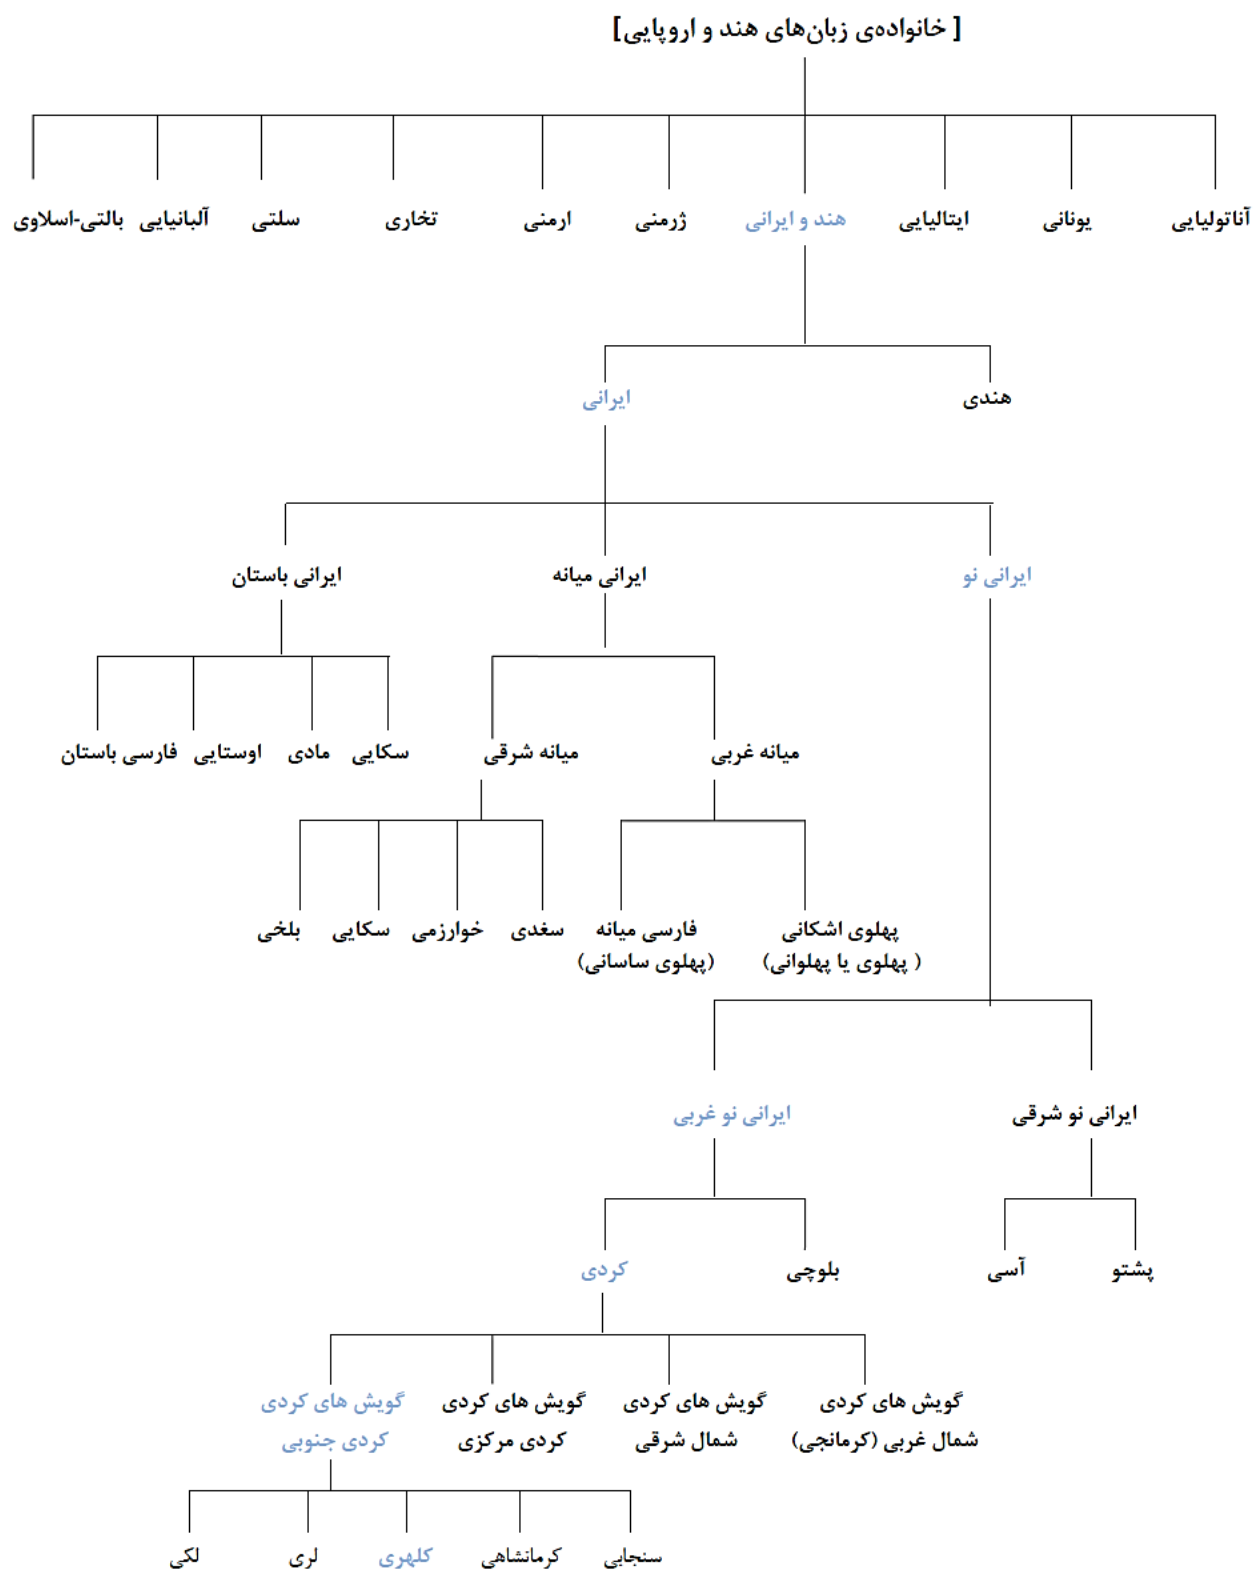 [ خانواده‌ی زبان‌های هند و اروپایی]
آناتولیایی یونانی ایتالیایی هند و ایرانی ژرمنی ارمنی تخاری سلتی آلبانیایی بالتی-اسلاوی
هندی ایرانی
ایرانی نو ایرانی میانه ایرانی باستان
میانه غربی میانه شرقی سکایی مادی اوستایی فارسی باستان
پهلوی اشکانی فارسی میانه سغدی خوارزمی سکایی بلخی
( پهلوی یا پهلوانی) (پهلوی ساسانی)
ایرانی نو شرقی ایرانی نو غربی
پشتو آسی بلوچی کردی
گویش های کردی گویش های کردی گویش های کردی گویش های کردی
شمال غربی (کرمانجی) شمال شرقی کردی مرکزی کردی جنوبی
سنجابی کرمانشاهی کلهری لری لکی